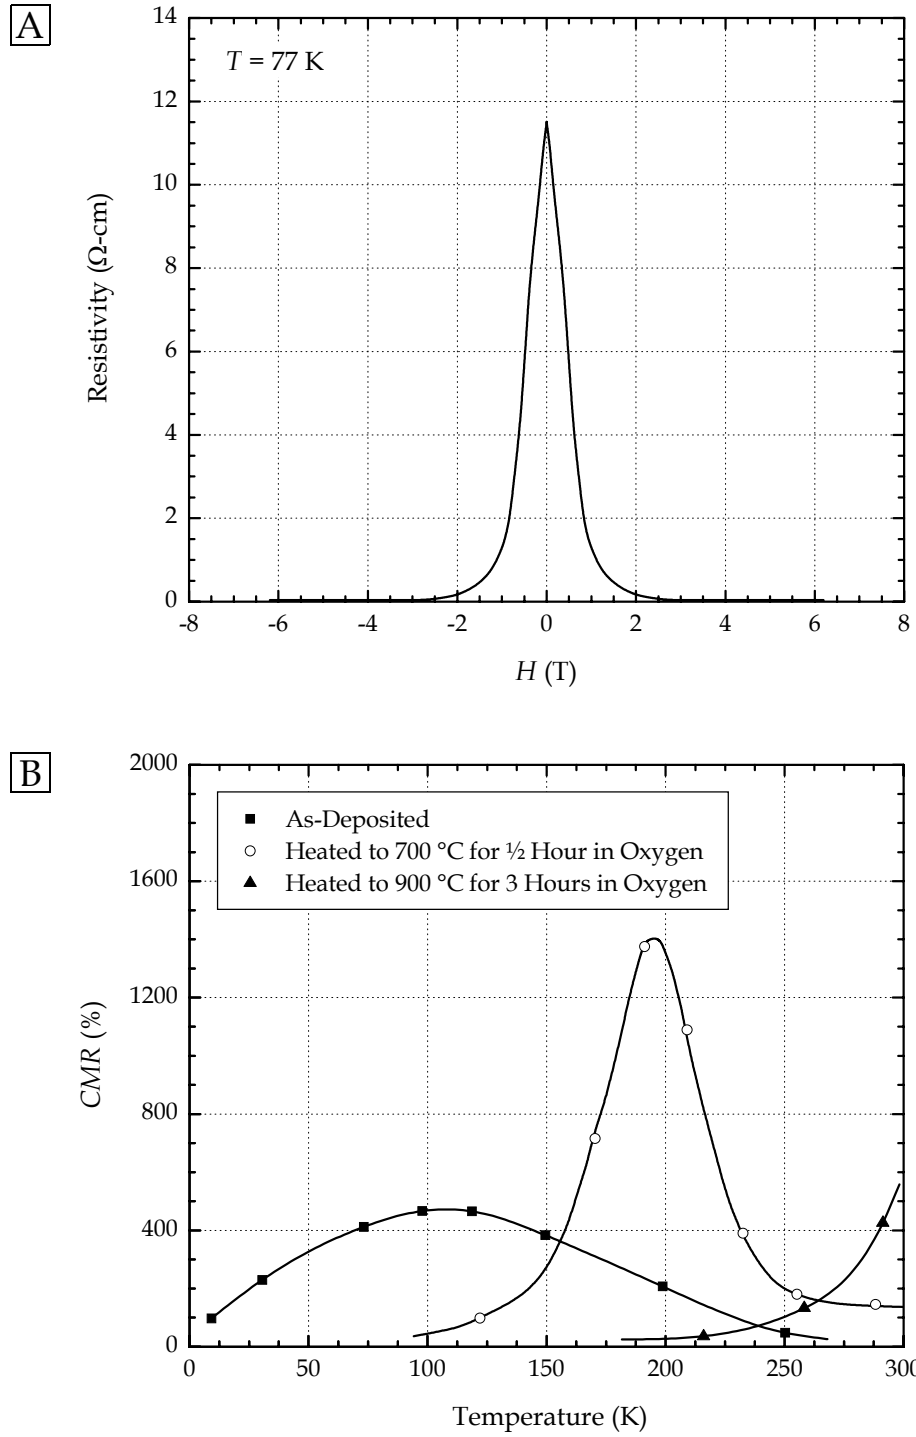 A
T = 77 K
14
12
10
8
6
4
2
0
Resistivity (Ω-cm)
-8 -6 -4 -2 0 2 4 6 8
H (T)
B
2000
1600
1200
800
400
0
CMR (%)
As-Deposited
Heated to 700 °C for ½ Hour in Oxygen
Heated to 900 °C for 3 Hours in Oxygen
0 50 100 150 200 250 300
Temperature (K)